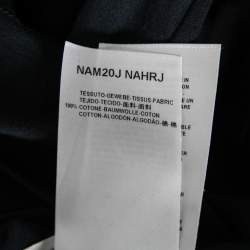 NAM20J NAHRJ
TESSUTO-GEWEBE-TISSUS-FABRIC
TEJIDO-TECIDO-面料-面料
100% COTONE-BAUMWOLLE-COTON
COTTON-ALGODON-ALGODÃO-棉-棉